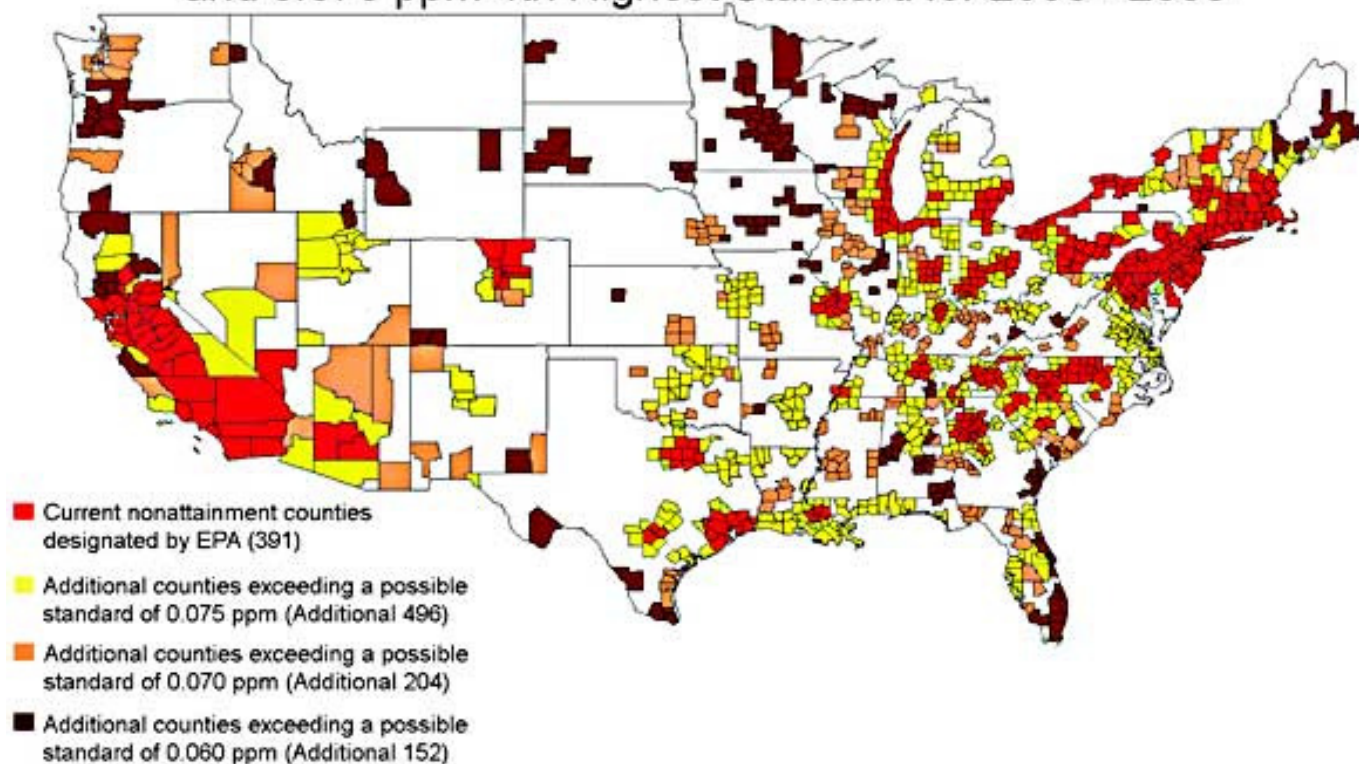 Current nonattainment counties
designated by EPA (391)
Additional counties exceeding a possible
standard of 0.075 ppm (Additional 496)
Additional counties exceeding a possible
standard of 0.070 ppm (Additional 204)
Additional counties exceeding a possible
standard of 0.060 ppm (Additional 152)